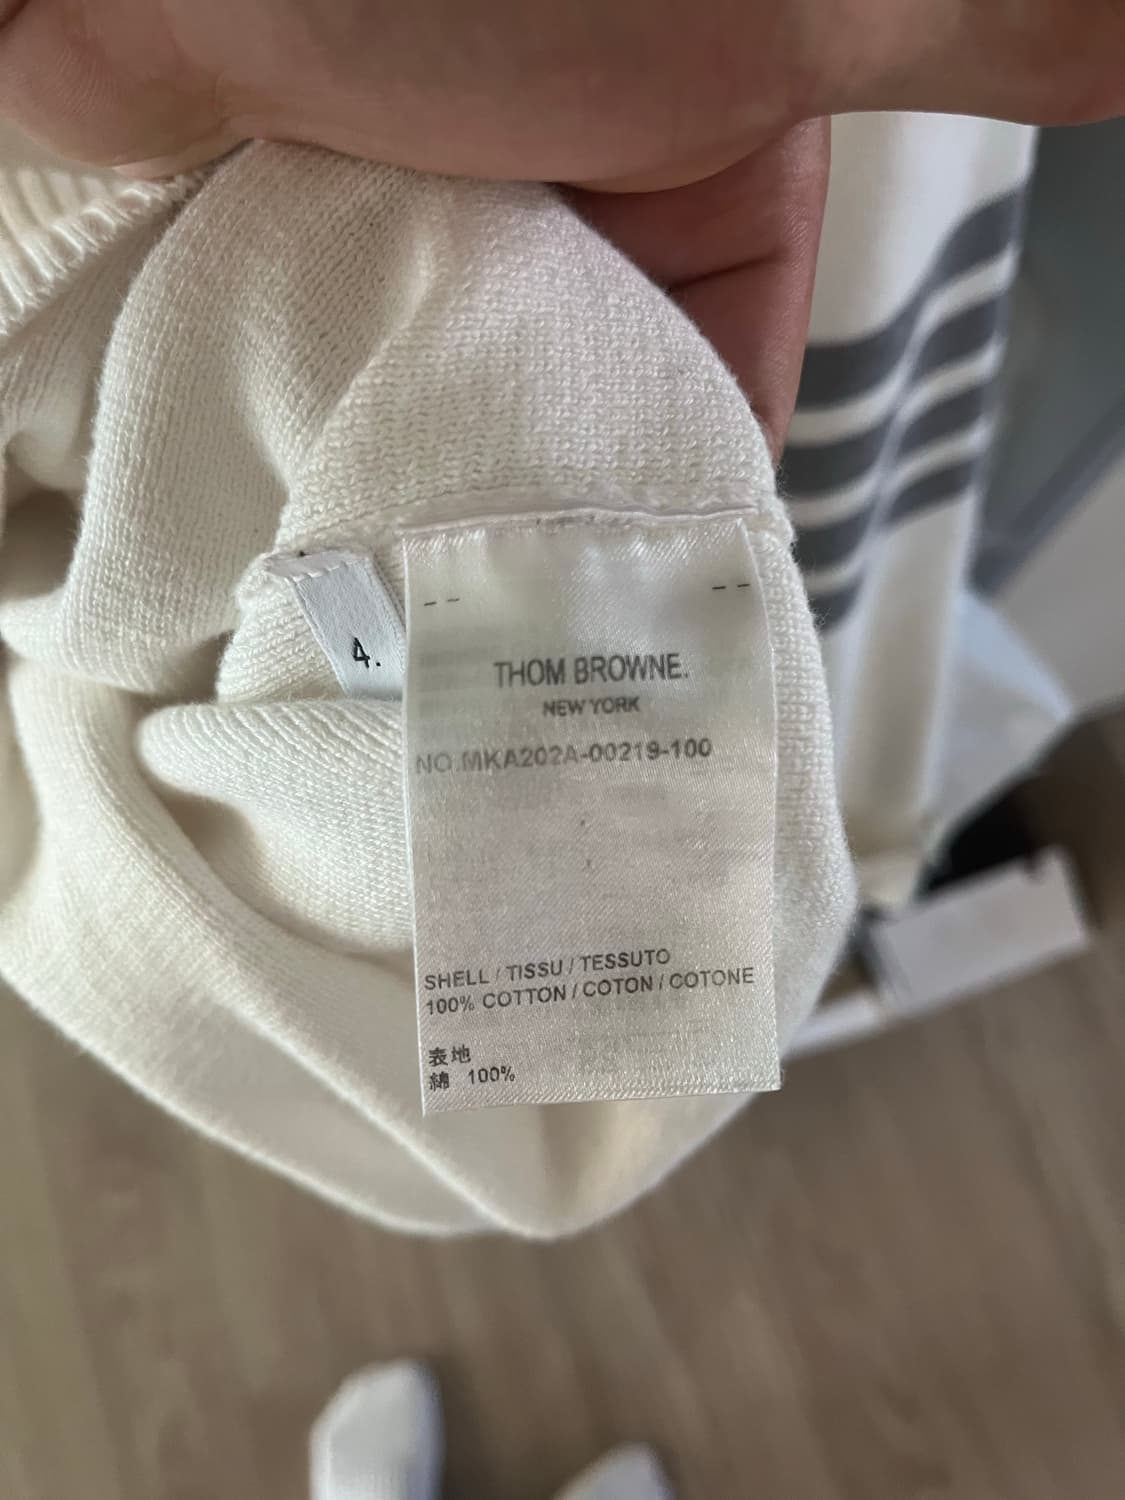 4.
THOM BROWNE.
NEW YORK
NO.MKA202A-00219-100
SHELL / TISSU / TESSUTO
100% COTTON / COTON / COTONE
表地
綿 100%